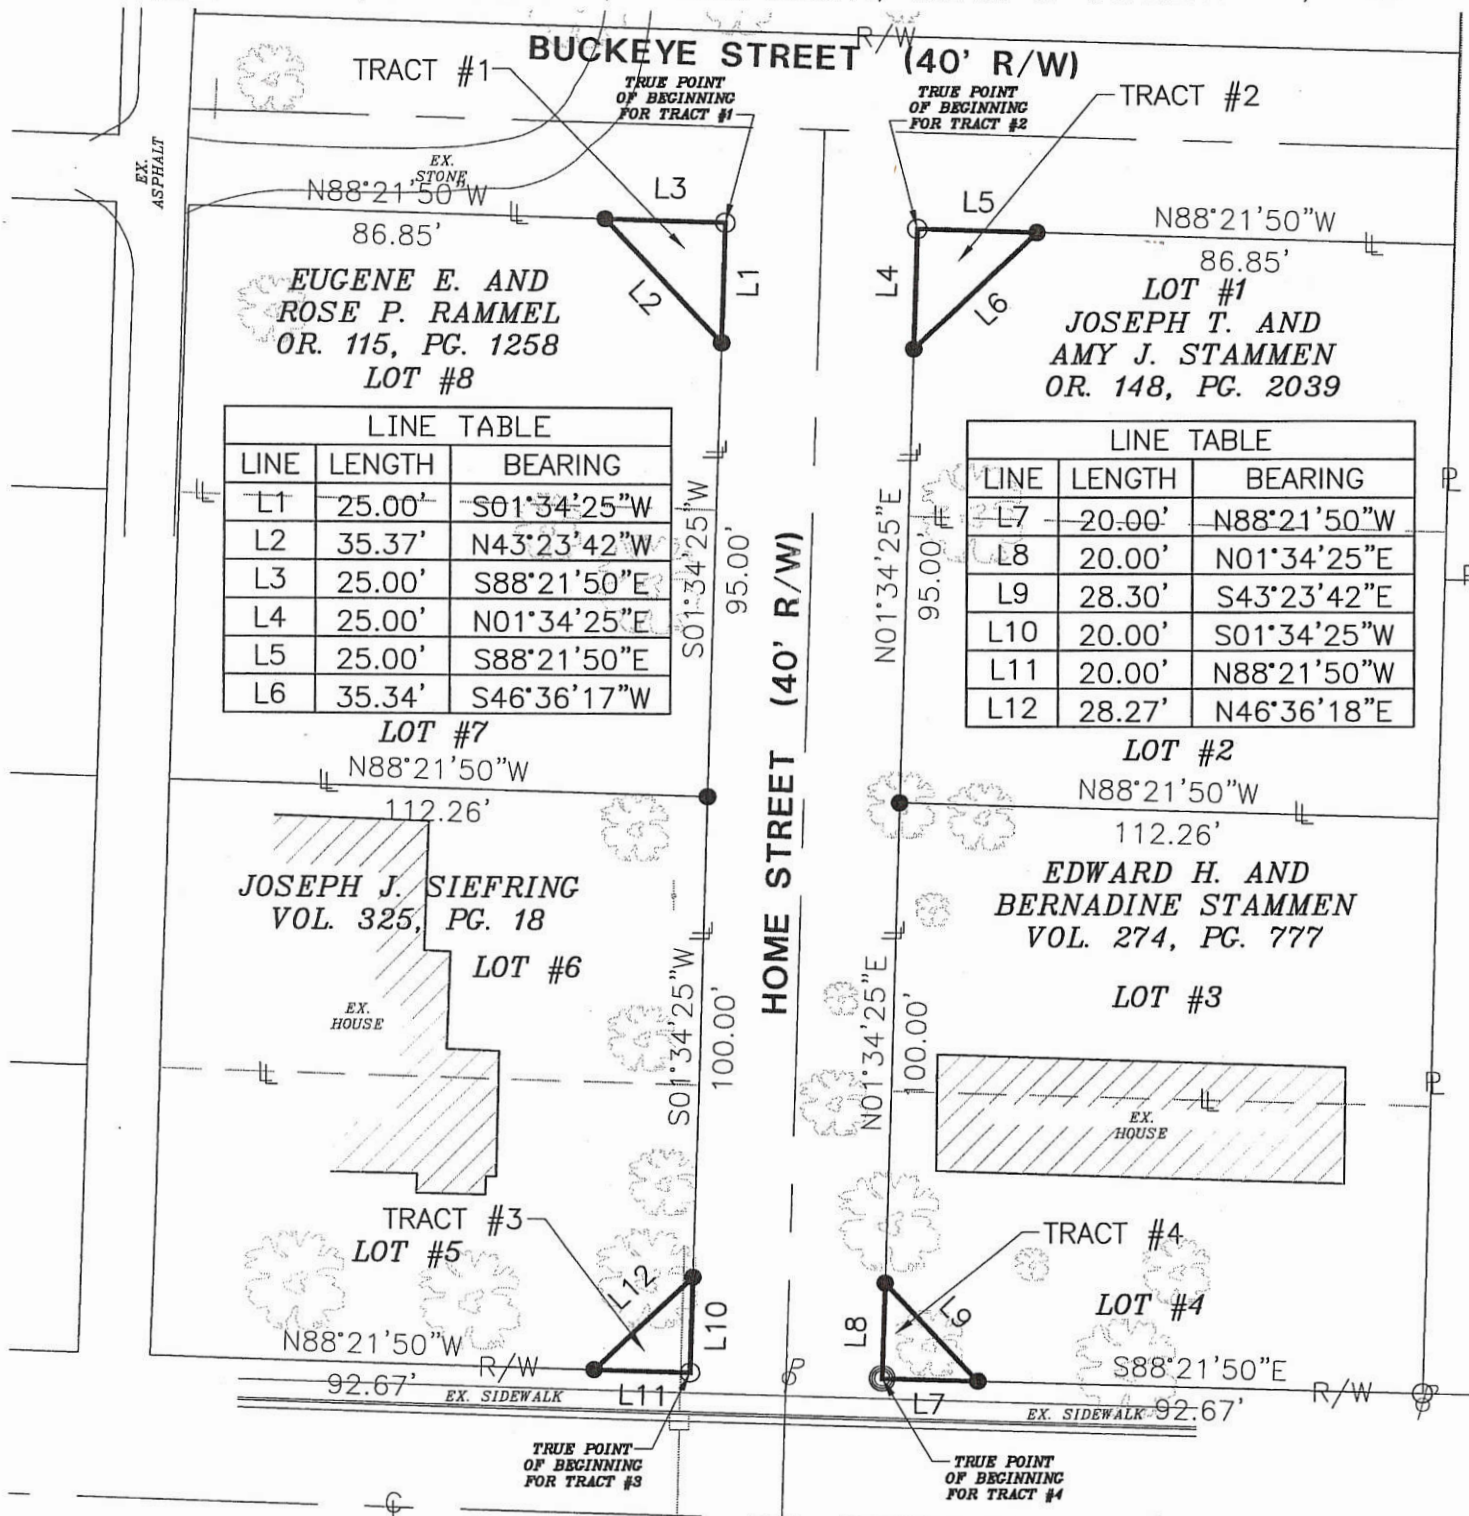 R/W
BUCKEYE STREET (40' R/W)
TRACT #1
TRUE POINT
OF BEGINNING
FOR TRACT #1
TRUE POINT
OF BEGINNING
FOR TRACT #2
TRACT #2
EX.
ASPHALT
EX.
STONE
N88°21'50"W
86.85'
L3
L1
L2
L5
L4
L6
N88°21'50"W
86.85'
EUGENE E. AND
ROSE P. RAMMEL
OR. 115, PG. 1258
LOT #8
LOT #1
JOSEPH T. AND
AMY J. STAMMEN
OR. 148, PG. 2039
LINE TABLE
LINE LENGTH BEARING
L1 25.00' S01°34'25"W
L2 35.37' N43°23'42"W
L3 25.00' S88°21'50"E
L4 25.00' N01°34'25"E
L5 25.00' S88°21'50"E
L6 35.34' S46°36'17"W
LINE TABLE
LINE LENGTH BEARING
L7 20.00' N88°21'50"W
L8 20.00' N01°34'25"E
L9 28.30' S43°23'42"E
L10 20.00' S01°34'25"W
L11 20.00' N88°21'50"W
L12 28.27' N46°36'18"E
S01°34'25"W
95.00'
HOME STREET (40' R/W)
N01°34'25"E
95.00'
LOT #7
N88°21'50"W
112.26'
LOT #2
N88°21'50"W
112.26'
JOSEPH J. SIEFRING
VOL. 325, PG. 18
LOT #6
EX.
HOUSE
EDWARD H. AND
BERNADINE STAMMEN
VOL. 274, PG. 777
LOT #3
S01°34'25"W
100.00'
N01°34'25"E
100.00'
EX.
HOUSE
TRACT #3
LOT #5
L12
L10
L11
TRACT #4
LOT #4
L8
L9
L7
N88°21'50"W
R/W
92.67'
EX. SIDEWALK
S88°21'50"E
R/W
EX. SIDEWALK
92.67'
TRUE POINT
OF BEGINNING
FOR TRACT #3
TRUE POINT
OF BEGINNING
FOR TRACT #4